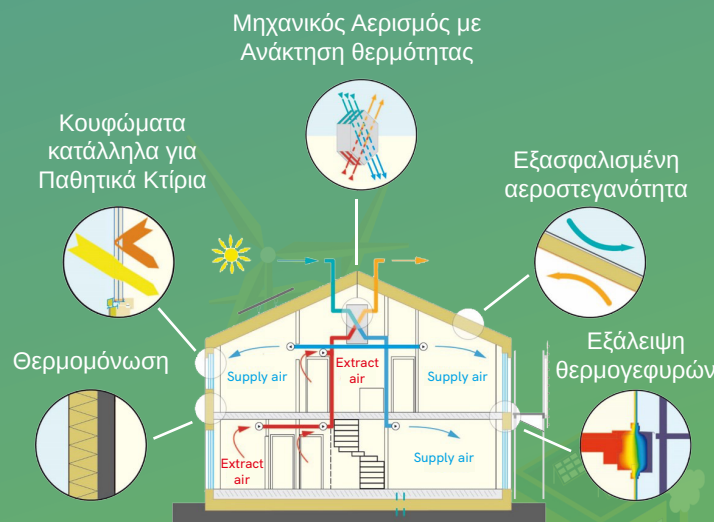 Μηχανικός Αερισμός με
Ανάκτηση θερμότητας
Κουφώματα
κατάλληλα για
Παθητικά Κτίρια
Εξασφαλισμένη
αεροστεγανότητα
Θερμομόνωση
Εξάλειψη
θερμογεφυρών
Supply air
Extract
air
Supply air
Extract
air
Supply air